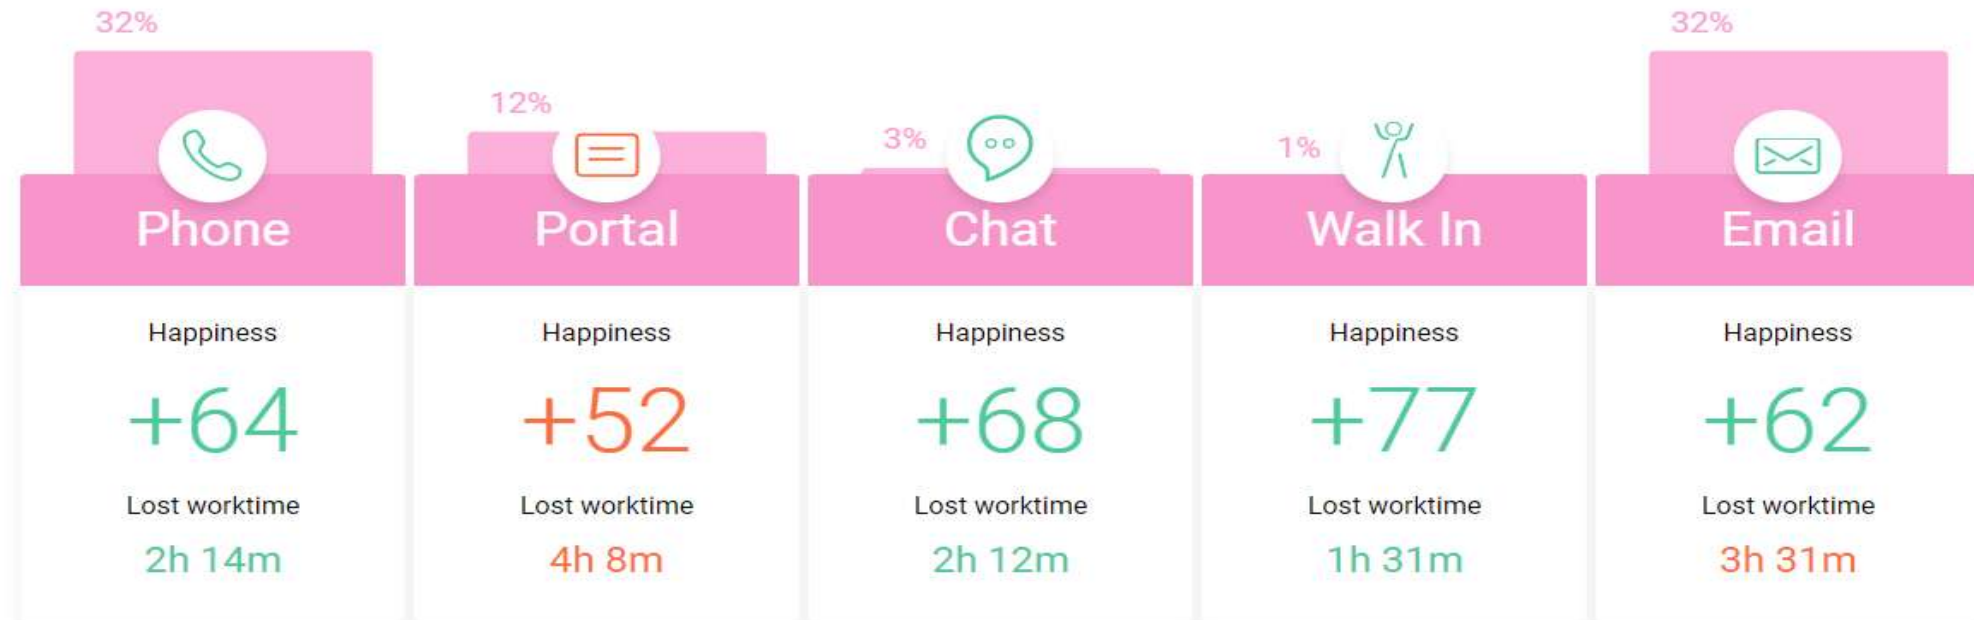 32%
12%
3%
1%
32%
Phone
Portal
Chat
Walk In
Email
Happiness
Happiness
Happiness
Happiness
Happiness
+64
+52
+68
+77
+62
Lost worktime
Lost worktime
Lost worktime
Lost worktime
Lost worktime
2h 14m
4h 8m
2h 12m
1h 31m
3h 31m